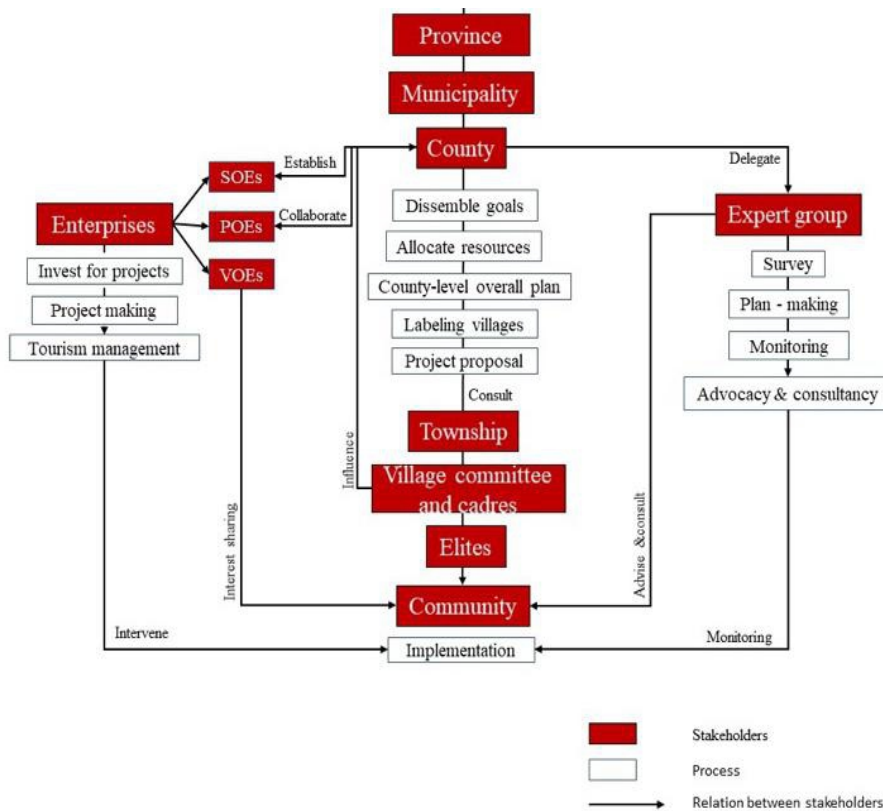 Province
Municipality
County
Establish
Delegate
SOEs
Dissemble goals
Expert group
Enterprises
POEs
Collaborate
Allocate resources
Invest for projects
VOEs
County-level overall plan
Survey
Project making
Labeling villages
Plan - making
Tourism management
Project proposal
Monitoring
Consult
Advocacy & consultancy
Township
Influence
Village committee
and cadres
Interest sharing
Advise &consult
Elites
Community
Intervene
Implementation
Monitoring
Stakeholders
Process
Relation between stakeholders